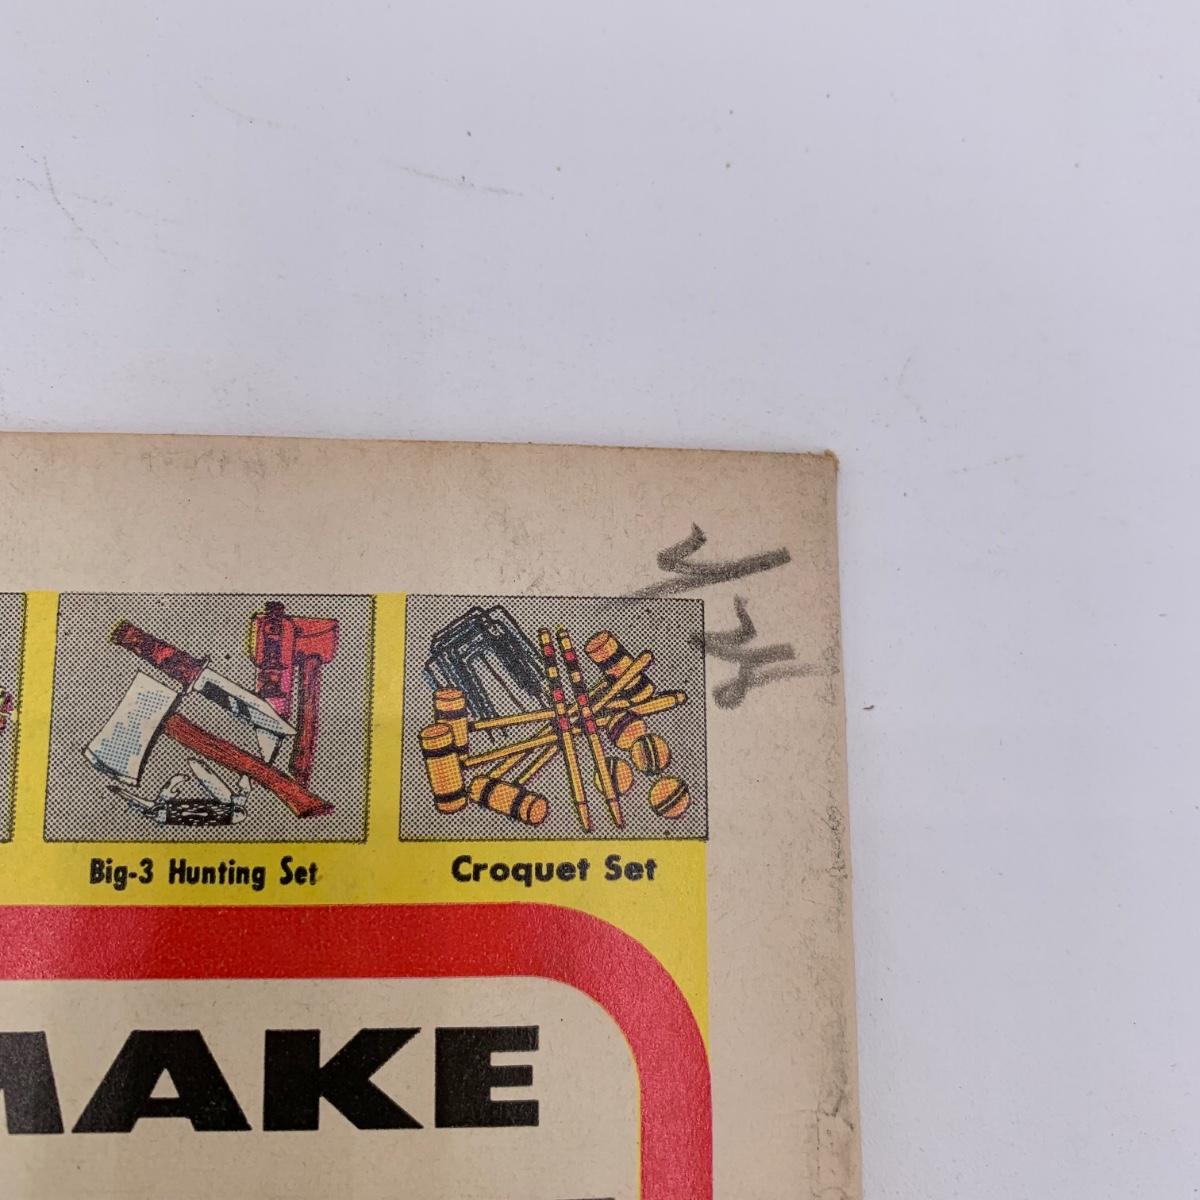 Big-3 Hunting Set
Croquet Set
MAKE